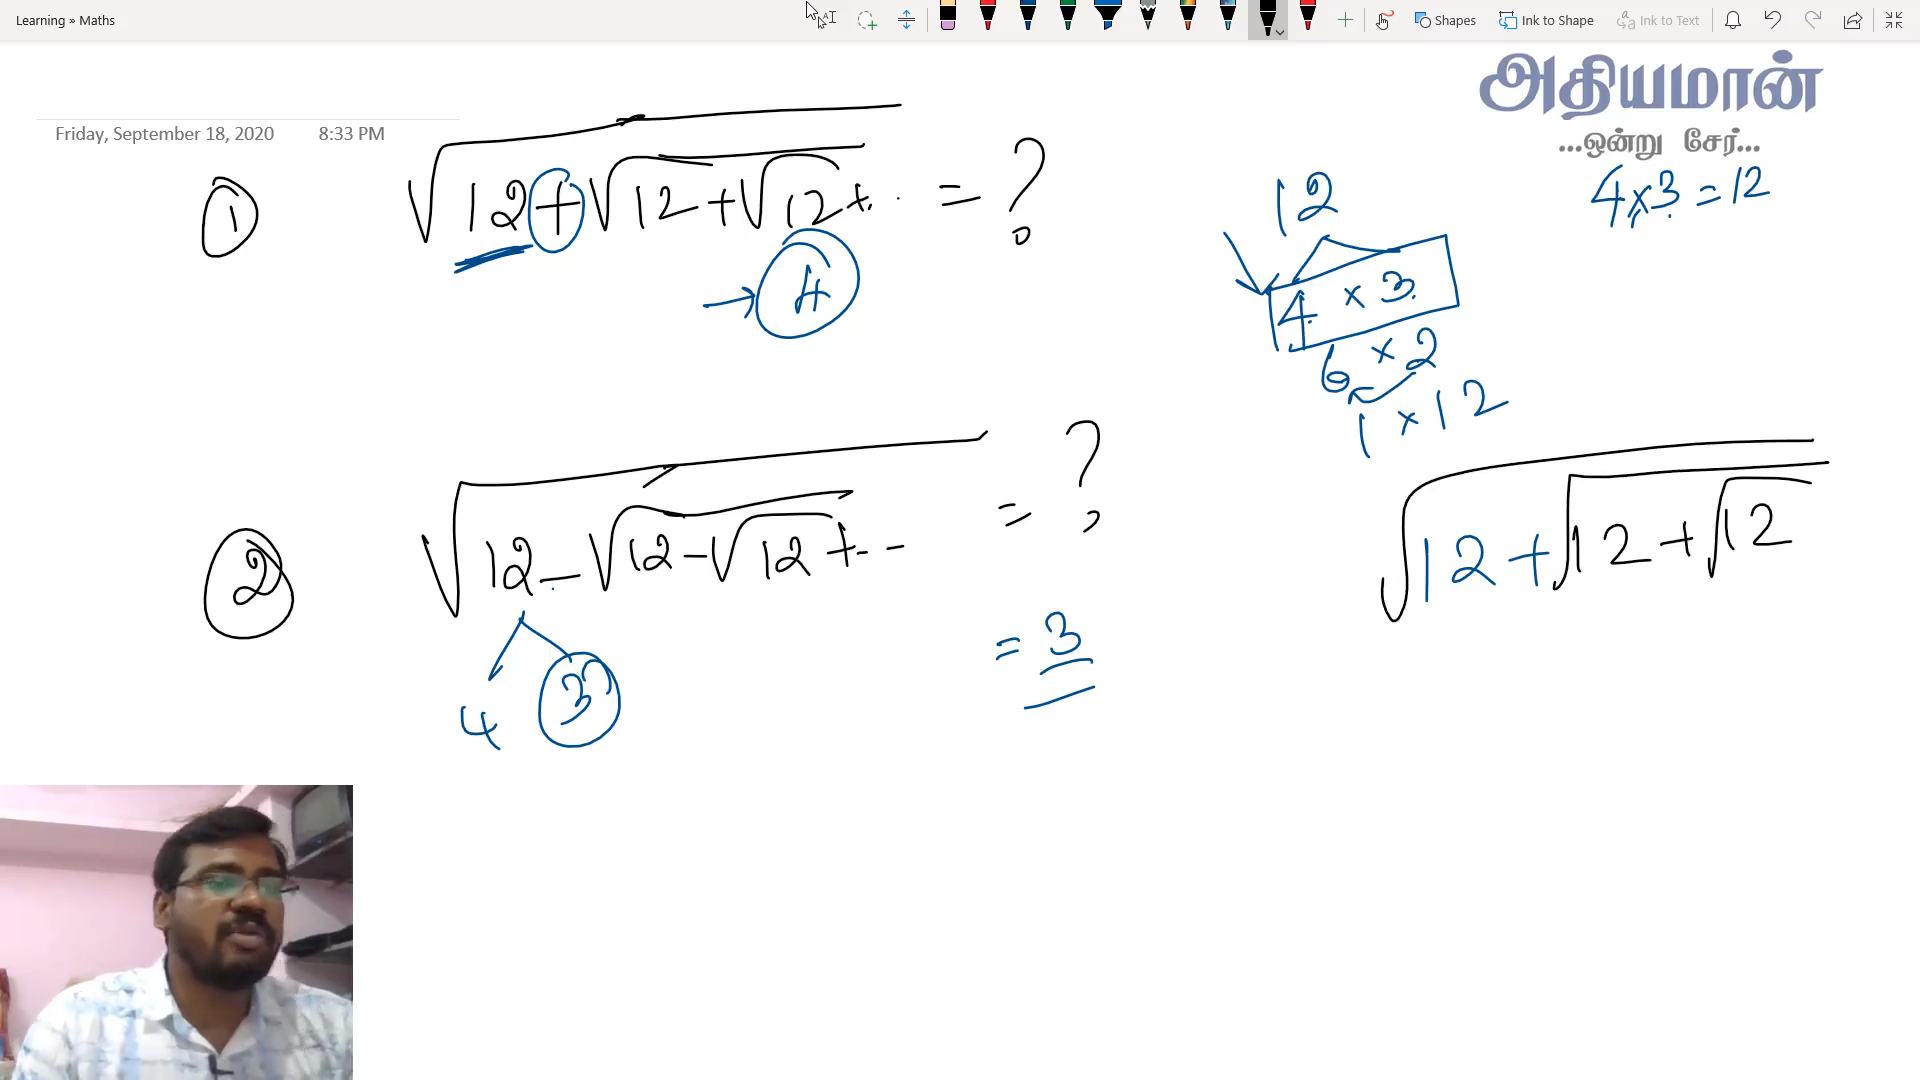 Learning » Maths
Shapes
Ink to Shape
Ink to Text
அதியமான்
...ஒன்று சேர்...
Friday, September 18, 2020 8:33 PM
① √12+√12+√12+.. = ?
→ 4
12
4 × 3
6 × 2
1 × 12
4×3 = 12
② √12-√12-√12+-- = ?
4 3
= 3
√12+√12+√12